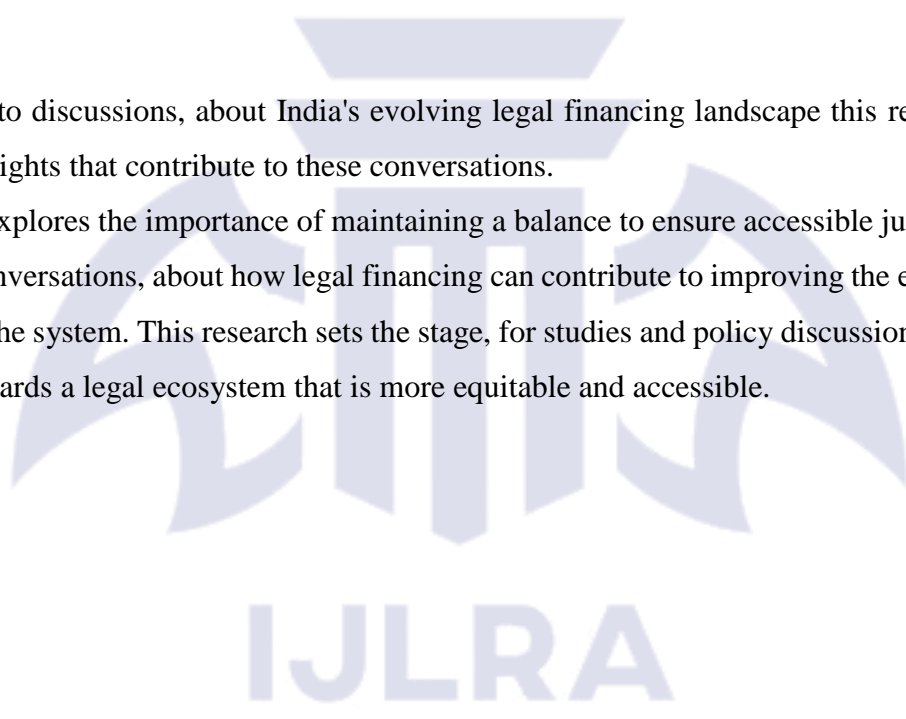 to discussions, about India's evolving legal financing landscape this re
ights that contribute to these conversations.
xplores the importance of maintaining a balance to ensure accessible ju
nversations, about how legal financing can contribute to improving the e
he system. This research sets the stage, for studies and policy discussion
ards a legal ecosystem that is more equitable and accessible.
IJLRA